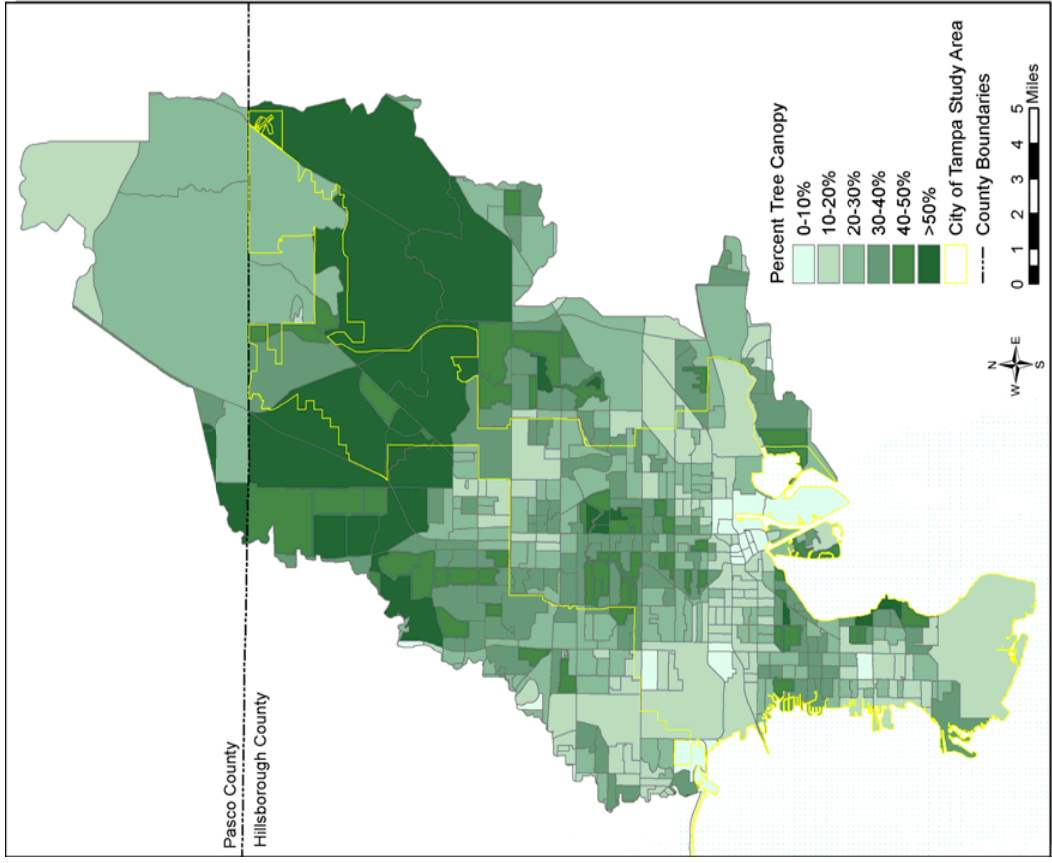 Pasco County
Hillsborough County
Percent Tree Canopy
0-10%
10-20%
20-30%
30-40%
40-50%
>50%
City of Tampa Study Area
County Boundaries
N
W E
S
0 1 2 3 4 5
Miles